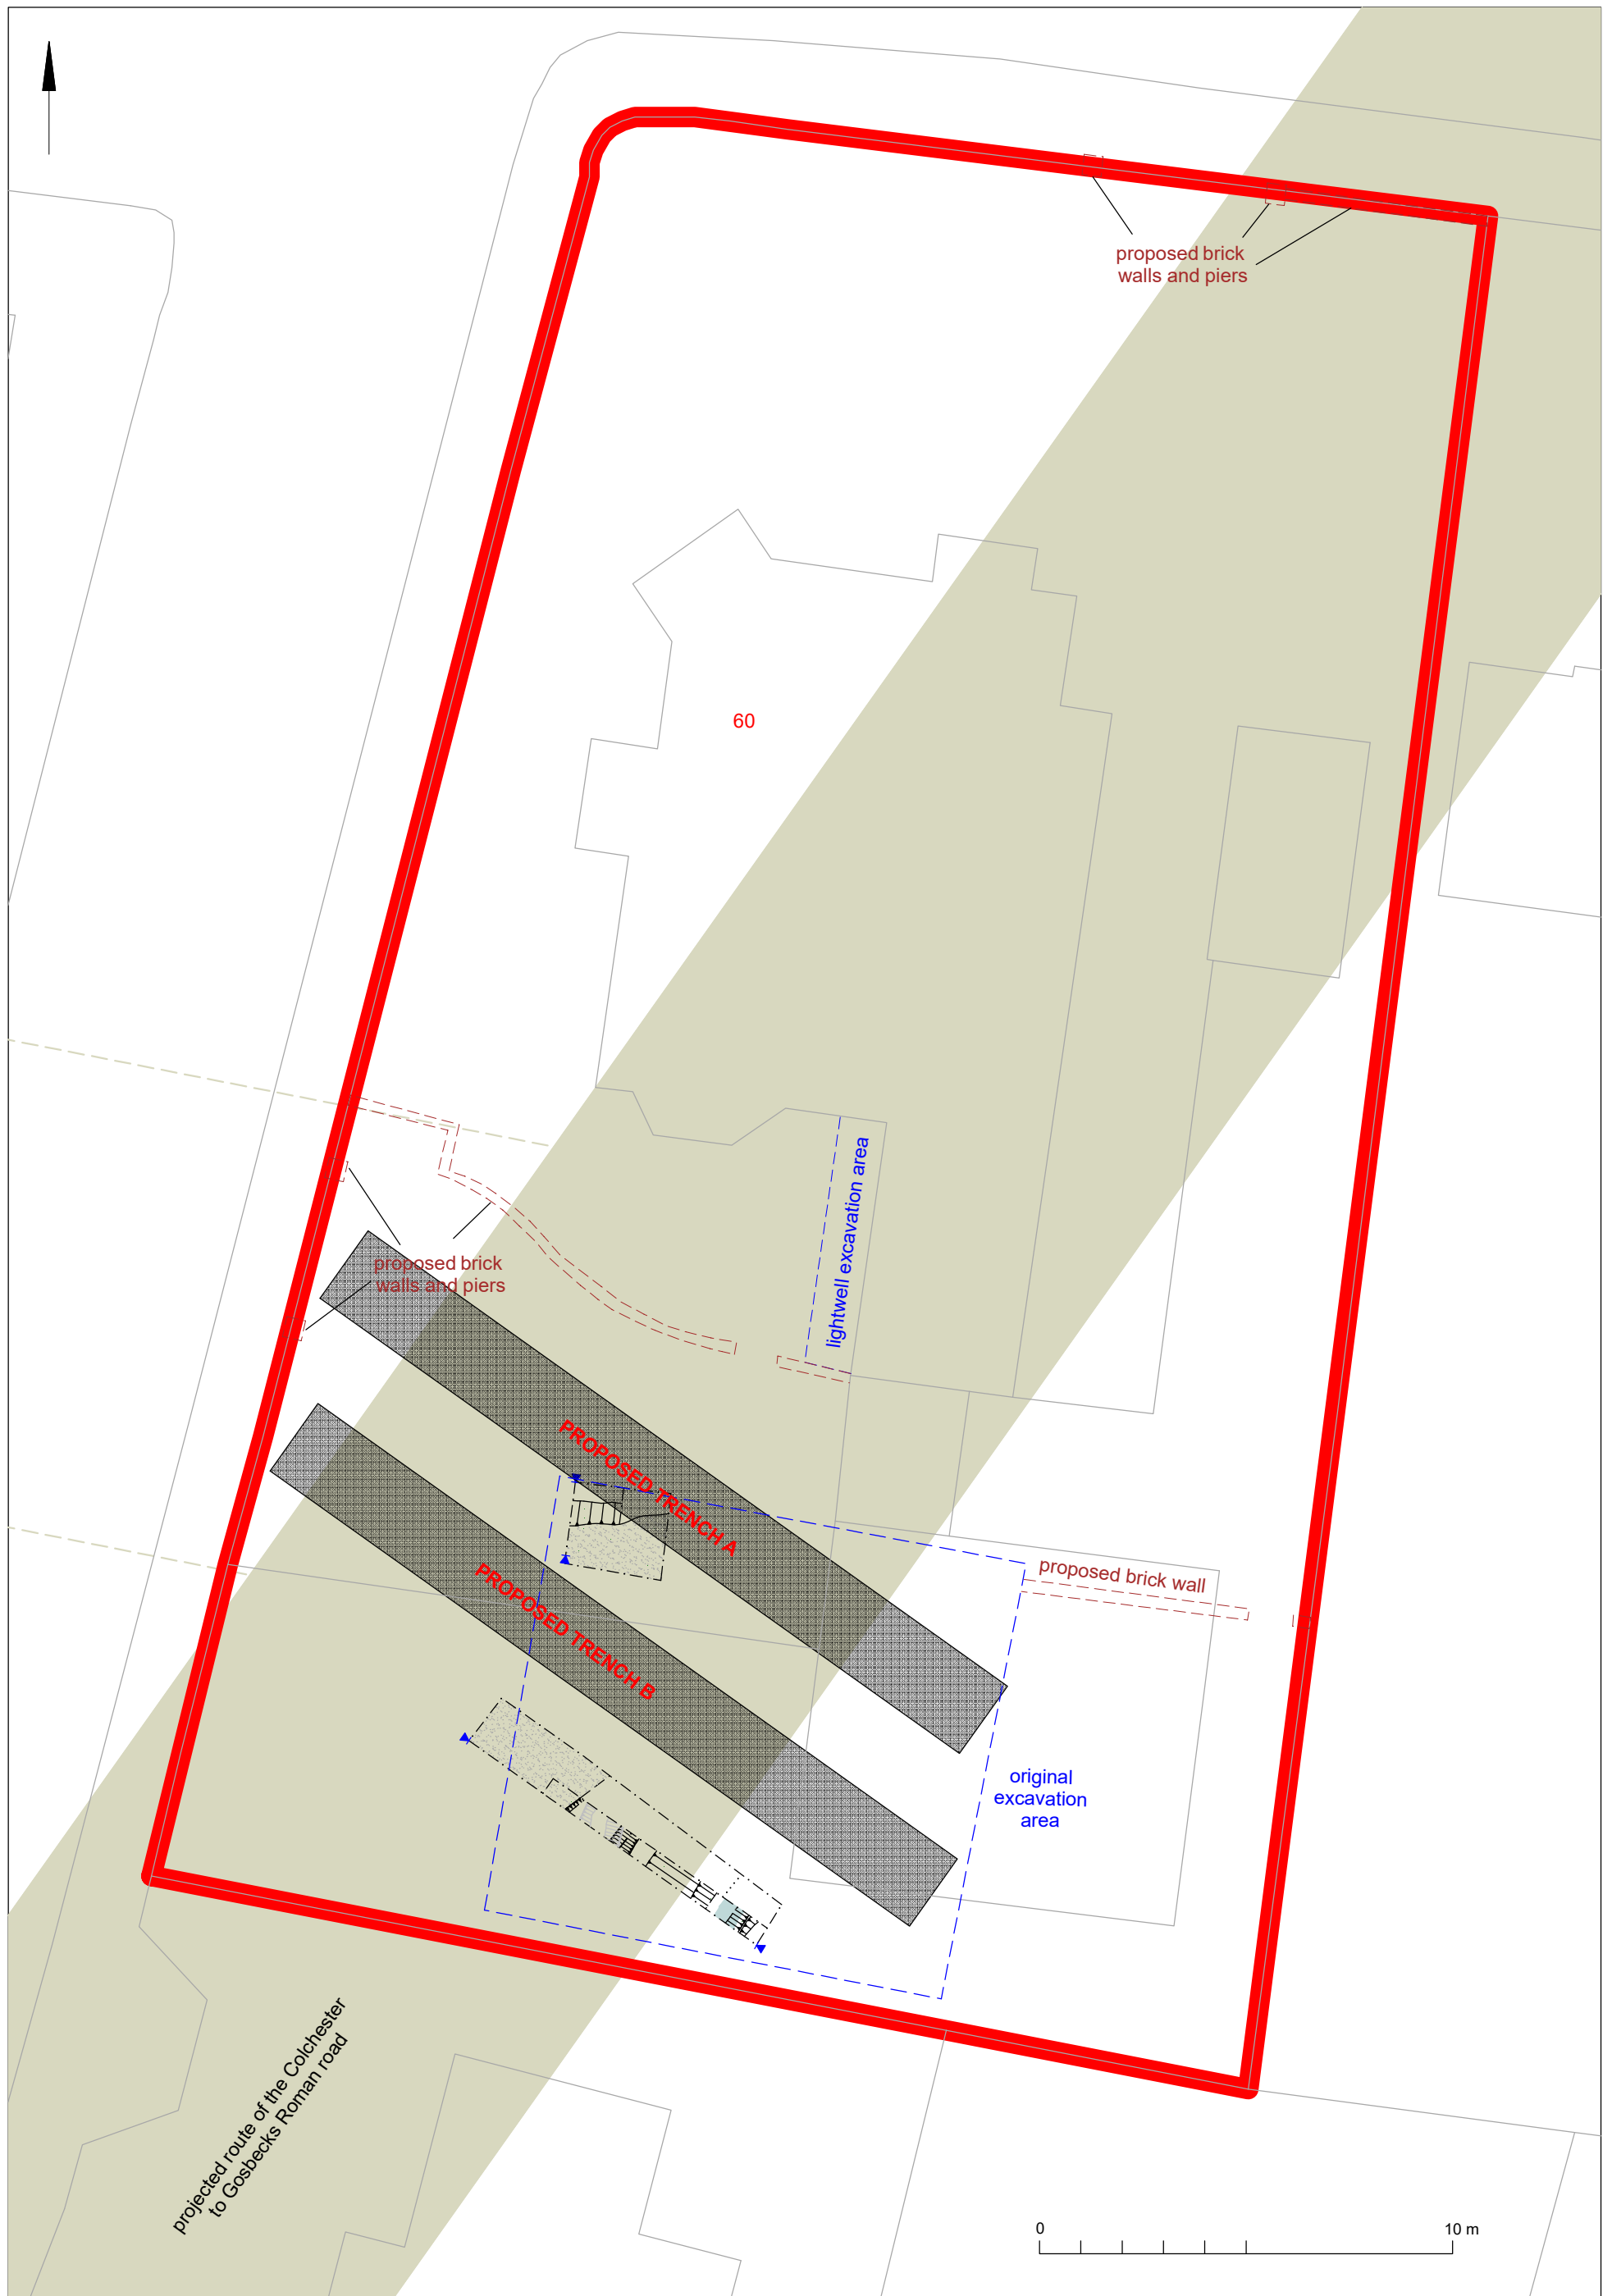 proposed brick
walls and piers
60
lightwell excavation area
proposed brick
walls and piers
PROPOSED TRENCH A
PROPOSED TRENCH B
proposed brick wall
original
excavation
area
projected route of the Colchester
to Gosbecks Roman road
0
10 m